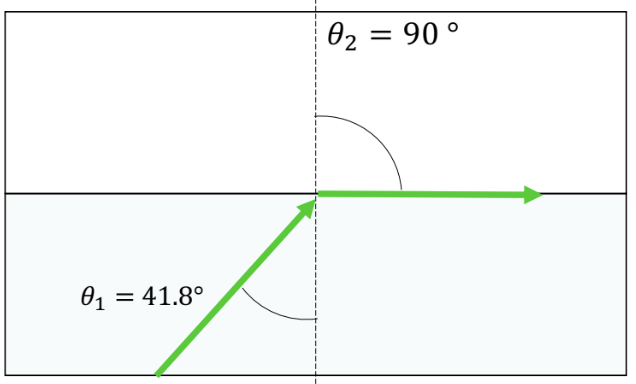 θ₂ = 90 °
θ₁ = 41.8°